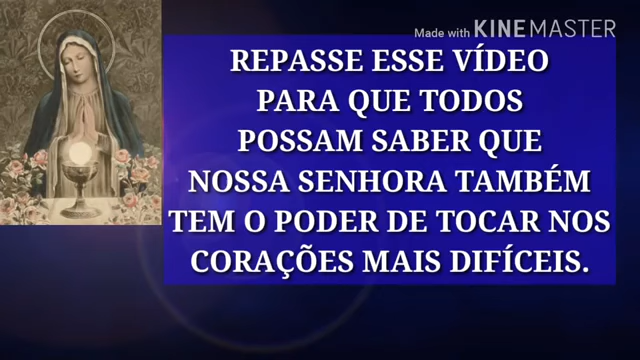 Made with KINEMASTER
REPASSE ESSE VÍDEO
PARA QUE TODOS
POSSAM SABER QUE
NOSSA SENHORA TAMBÉM
TEM O PODER DE TOCAR NOS
CORAÇÕES MAIS DIFÍCEIS.